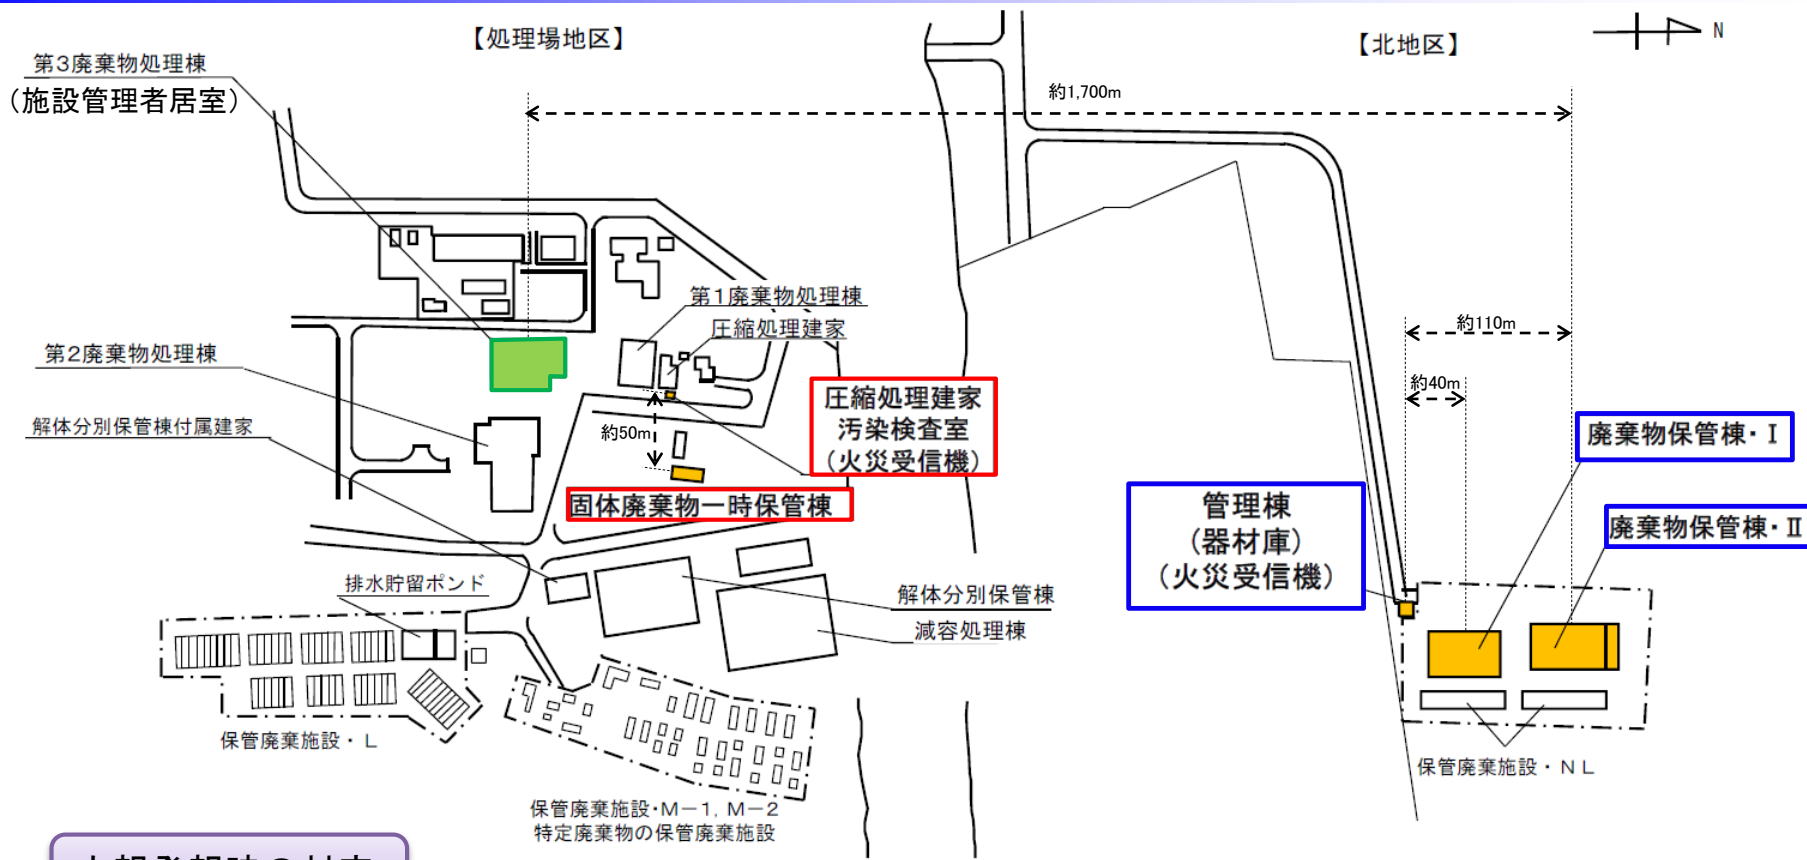 【処理場地区】
【北地区】
N
第3廃棄物処理棟
(施設管理者居室)
約1,700m
第1廃棄物処理棟
圧縮処理建家
約110m
第2廃棄物処理棟
約40m
圧縮処理建家
汚染検査室
(火災受信機)
解体分別保管棟付属建家
約50m
廃棄物保管棟・Ⅰ
固体廃棄物一時保管棟
管理棟
(器材庫)
(火災受信機)
廃棄物保管棟・Ⅱ
排水貯留ポンド
解体分別保管棟
減容処理棟
保管廃棄施設・L
保管廃棄施設・NL
保管廃棄施設・M-1, M-2
特定廃棄物の保管廃棄施設